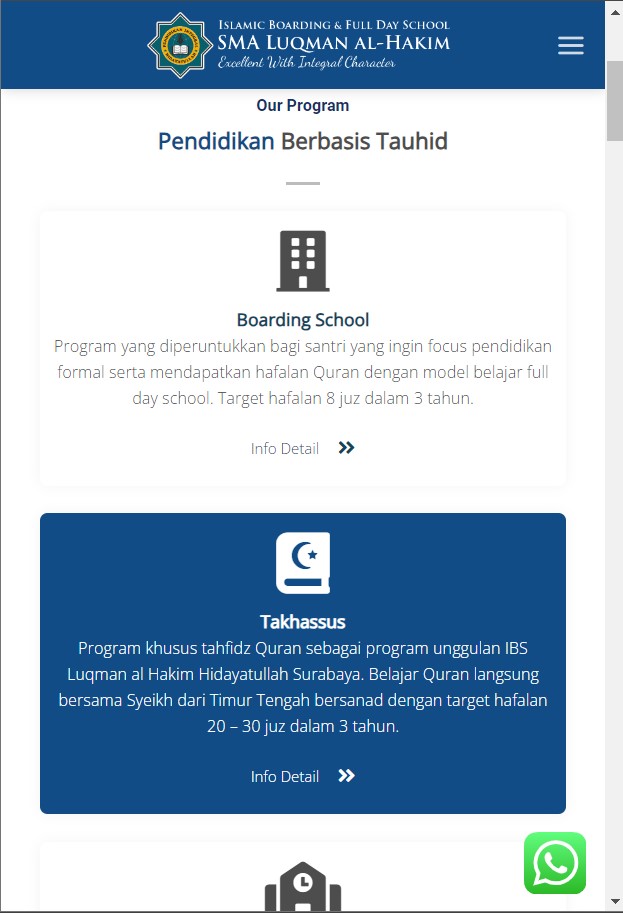 ISLAMIC BOARDING & FULL DAY SCHOOL
SMA LUQMAN AL-HAKIM
Excellent With Integral Character
Our Program
Pendidikan Berbasis Tauhid
Boarding School
Program yang diperuntukkan bagi santri yang ingin focus pendidikan
formal serta mendapatkan hafalan Quran dengan model belajar full
day school. Target hafalan 8 juz dalam 3 tahun.
Info Detail
Takhassus
Program khusus tahfidz Quran sebagai program unggulan IBS
Luqman al Hakim Hidayatullah Surabaya. Belajar Quran langsung
bersama Syeikh dari Timur Tengah bersanad dengan target hafalan
20 – 30 juz dalam 3 tahun.
Info Detail